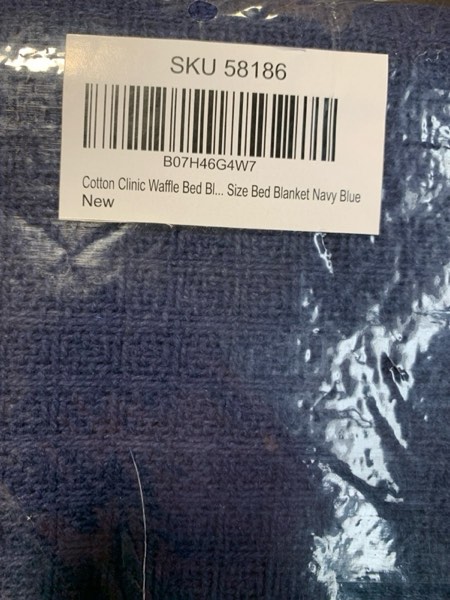 SKU 58186
B07H46G4W7
Cotton Clinic Waffle Bed Bl... Size Bed Blanket Navy Blue
New